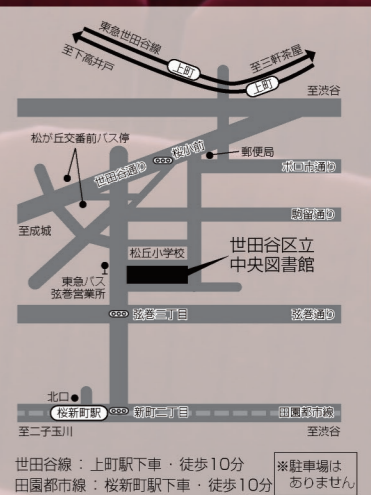 東急世田谷線
至下高井戸
上町
至三軒茶屋
上町
至渋谷
松が丘交番前バス停
桜小前
郵便局
世田谷通り
ボロ市通り
駒留通り
至成城
松丘小学校
世田谷区立
中央図書館
東急バス
弦巻営業所
弦巻三丁目
弦巻通り
北口
桜新町駅
新町二丁目
田園都市線
至二子玉川
至渋谷
世田谷線：上町駅下車・徒歩10分
田園都市線：桜新町駅下車・徒歩10分
※駐車場は
ありません